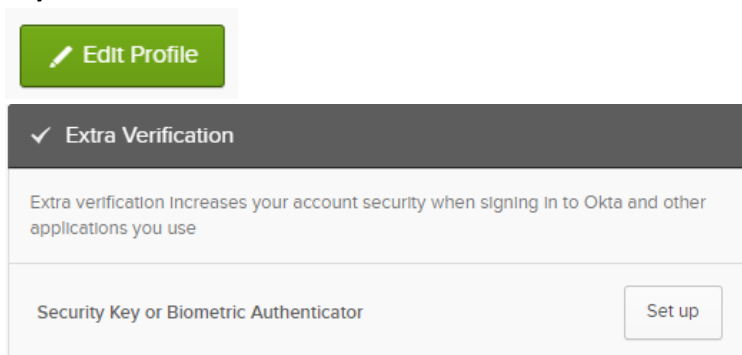 Edit Profile
Extra Verification
Extra verification increases your account security when signing in to Okta and other
applications you use
Security Key or Biometric Authenticator
Set up